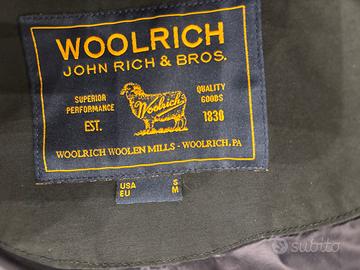 WOOLRICH
JOHN RICH & BROS.
SUPERIOR
PERFORMANCE
EST.
Woolrich
QUALITY
GOODS
1830
WOOLRICH WOOLEN MILLS - WOOLRICH, PA
USA S
EU M
subito